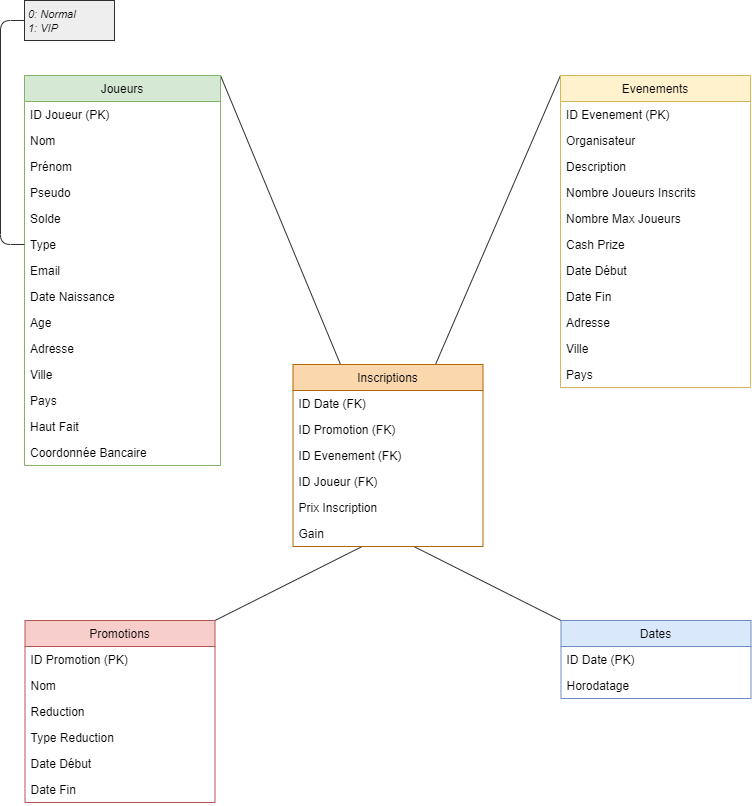 0: Normal
1: VIP
Joueurs
ID Joueur (PK)
Nom
Prénom
Pseudo
Solde
Type
Email
Date Naissance
Age
Adresse
Ville
Pays
Haut Fait
Coordonnée Bancaire
Evenements
ID Evenement (PK)
Organisateur
Description
Nombre Joueurs Inscrits
Nombre Max Joueurs
Cash Prize
Date Début
Date Fin
Adresse
Ville
Pays
Inscriptions
ID Date (FK)
ID Promotion (FK)
ID Evenement (FK)
ID Joueur (FK)
Prix Inscription
Gain
Promotions
ID Promotion (PK)
Nom
Reduction
Type Reduction
Date Début
Date Fin
Dates
ID Date (PK)
Horodatage